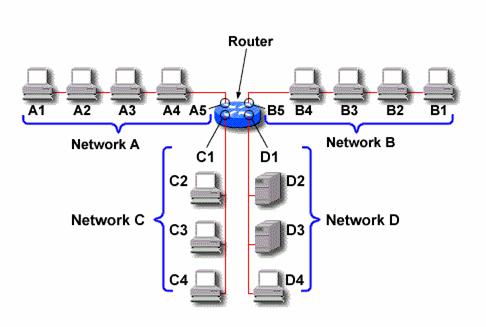 Router
A1 A2 A3 A4 A5 B5 B4 B3 B2 B1
Network A
Network B
C1 D1
C2 D2
Network C
Network D
C3 D3
C4 D4